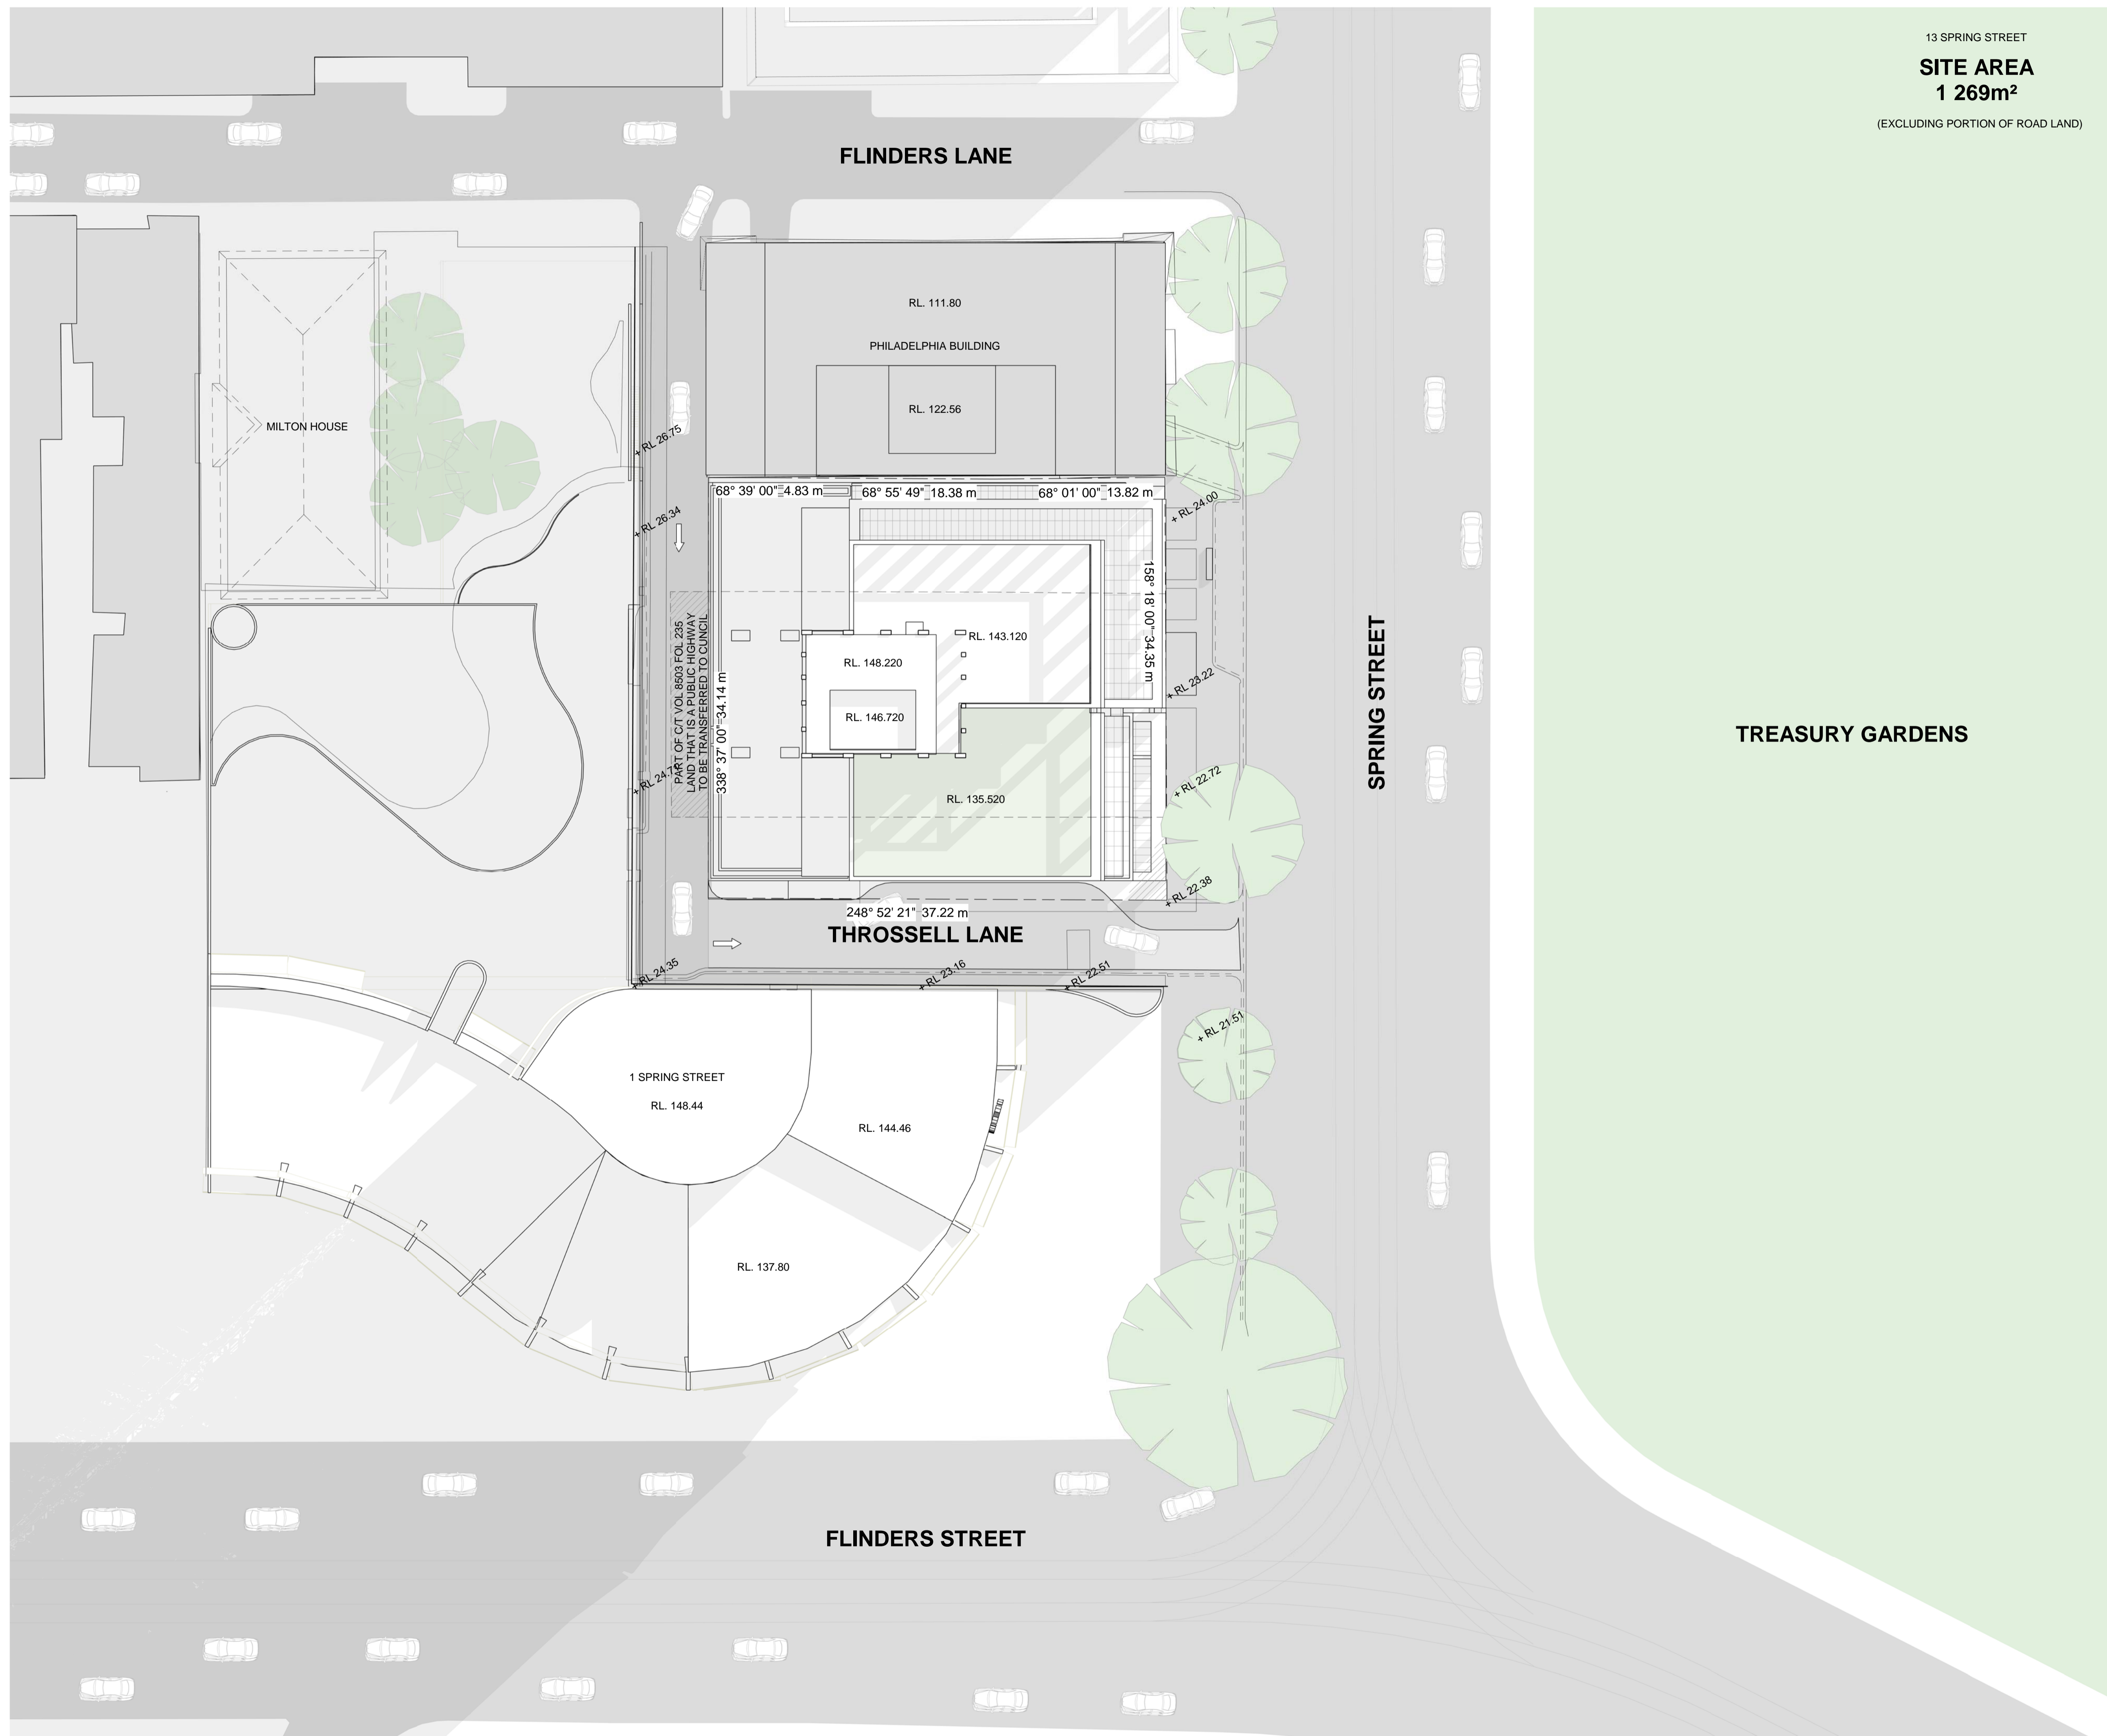 13 SPRING STREET
SITE AREA
1 269m²
(EXCLUDING PORTION OF ROAD LAND)
FLINDERS LANE
RL. 111.80
PHILADELPHIA BUILDING
RL. 122.56
MILTON HOUSE
+ RL 26.75
68° 39' 00" 4.83 m
68° 55' 49" 18.38 m
68° 01' 00" 13.82 m
+ RL 24.00
+ RL 26.34
158° 18' 00" 34.35 m
RL. 143.120
RL. 148.220
RL. 146.720
+ RL 23.22
PART OF C/T VOL 8503 FOL 235
LAND THAT IS A PUBLIC HIGHWAY
TO BE TRANSFERRED TO CUNCIL
338° 37' 00" 34.14 m
SPRING STREET
TREASURY GARDENS
+ RL 22.72
RL. 135.520
+ RL 22.38
248° 52' 21" 37.22 m
THROSSELL LANE
+ RL 24.35
+ RL 23.16
+ RL 22.51
+ RL 21.51
1 SPRING STREET
RL. 148.44
RL. 144.46
RL. 137.80
FLINDERS STREET